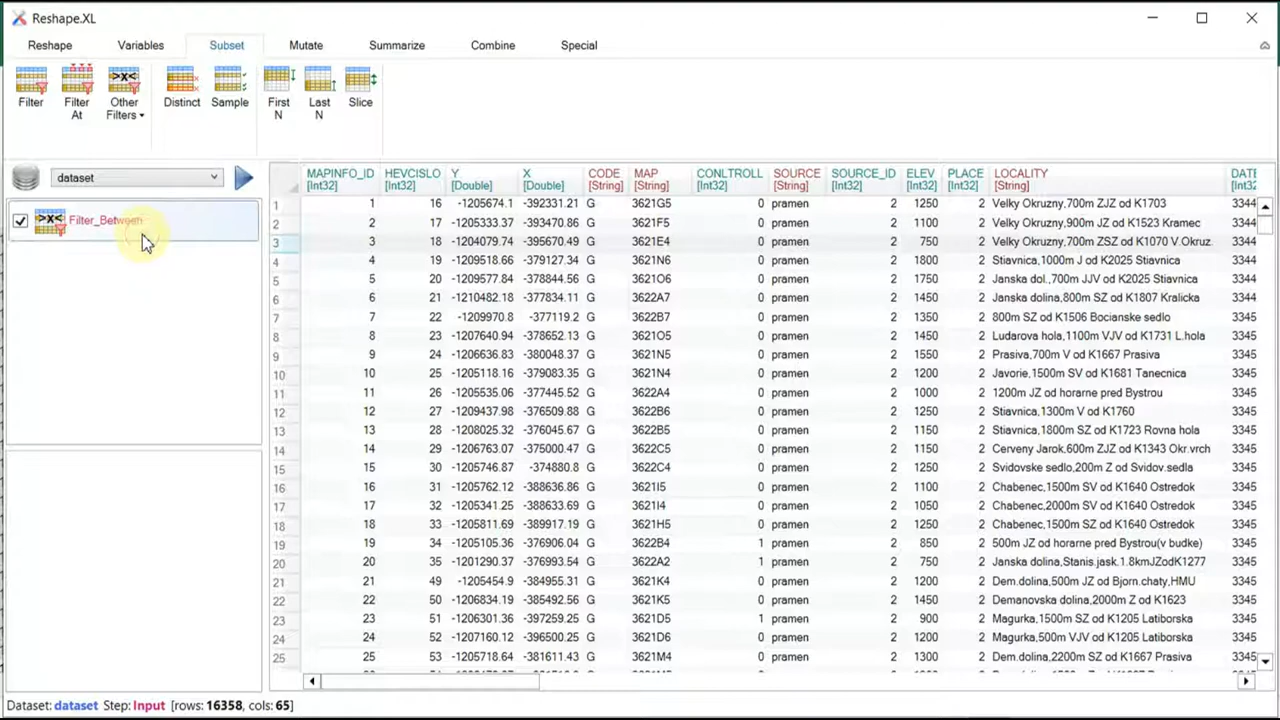 Reshape.XL
Reshape Variables Subset Mutate Summarize Combine Special
>x<
Filter Filter At Other Filters Distinct Sample First N Last N Slice
dataset
>x< Filter_Between
MAPINFO_ID HEVCISLO Y X CODE MAP CONLTROLL SOURCE SOURCE_ID ELEV PLACE LOCALITY DATE
[Int32] [Int32] [Double] [Double] [String] [String] [Int32] [String] [Int32] [Int32] [Int32] [String] [Int32
1 1 16 -1205674.1 -392331.21 G 3621G5 0 pramen 2 1250 2 Velky Okruzny,700m ZJZ od K1703 3344
2 2 17 -1205333.37 -393470.86 G 3621F5 0 pramen 2 1100 2 Velky Okruzny,900m JV od K1523 Kramec 3344
3 3 18 -1204079.74 -395670.49 G 3621E4 0 pramen 2 750 2 Velky Okruzny,700m ZSZ od K1070 V.Okruz. 3344
4 4 19 -1209518.66 -379127.34 G 3621N6 0 pramen 2 1800 2 Stiavnica,1000m J od K2025 Stiavnica 3344
5 5 20 -1209577.84 -378844.56 G 3621O6 0 pramen 2 1750 2 Janska dol.,700m JJV od K2025 Stiavnica 3344
6 6 21 -1210482.18 -377834.11 G 3622A7 0 pramen 2 1450 2 Janska dolina,800m SZ od K1807 Kralicka 3344
7 7 22 -1209970.8 -377119.2 G 3622B7 0 pramen 2 1350 2 800m SZ od K1506 Bocianske sedlo 3345
8 8 23 -1207640.94 -378652.13 G 3621O5 0 pramen 2 1450 2 Ludarova hola,1100m VJV od K1731 L.hola 3345
9 9 24 -1206636.83 -380048.37 G 3621N5 0 pramen 2 1550 2 Prasiva,700m V od K1667 Prasiva 3345
10 10 25 -1205118.16 -379083.35 G 3621N4 0 pramen 2 1200 2 Javorie,1500m SV od K1681 Tanecnica 3345
11 11 26 -1205535.06 -377445.52 G 3622A4 0 pramen 2 1000 2 1200m JZ od horarne pred Bystrou 3345
12 12 27 -1209437.98 -376509.88 G 3622B6 0 pramen 2 1250 2 Stiavnica,1300m V od K1760 3345
13 13 28 -1208025.32 -376045.67 G 3622B5 0 pramen 2 1150 2 Stiavnica,1800m SZ od K1723 Rovna hola 3345
14 14 29 -1206763.07 -375000.47 G 3622C5 0 pramen 2 1150 2 Cerveny Jarok,600m ZJZ od K1343 Okr.vrch 3345
15 15 30 -1205746.87 -374880.8 G 3622C4 0 pramen 2 1250 2 Svidovske sedlo,200m Z od Svidov.sedla 3345
16 16 31 -1205762.12 -388636.86 G 3621I5 0 pramen 2 1100 2 Chabenec,1500m SV od K1640 Ostredok 3345
17 17 32 -1205341.25 -388633.69 G 3621I4 0 pramen 2 1050 2 Chabenec,2000m SV od K1640 Ostredok 3345
18 18 33 -1205811.69 -389917.19 G 3621H5 0 pramen 2 1250 2 Chabenec,1500m SZ od K1640 Ostredok 3345
19 19 34 -1205105.36 -376906.04 G 3622B4 1 pramen 2 850 2 500m JZ od horarne pred Bystrou(v budke) 3345
20 20 35 -1201290.37 -376993.54 G 3622A2 1 pramen 2 750 2 Janska dolina,Stanis.jask.1.8kmJZodK1277 3345
21 21 49 -1205454.9 -384955.31 G 3621K4 0 pramen 2 1200 2 Dem.dolina,500m JZ od Bjorn.chaty,HMU 3345
22 22 50 -1206834.19 -385492.56 G 3621K5 0 pramen 2 1450 2 Demanovska dolina,2000m Z od K1623 3345
23 23 51 -1206301.36 -397259.25 G 3621D5 1 pramen 2 900 2 Magurka,1500m SZ od K1205 Latiborska 3345
24 24 52 -1207160.12 -396500.25 G 3621D6 0 pramen 2 1200 2 Magurka,500m VJV od K1205 Latiborska 3345
25 25 53 -1205718.64 -381611.43 G 3621M4 0 pramen 2 1300 2 Dem.dolina,2200m SZ od K1667 Prasiva 3345
Dataset: dataset Step: Input [rows: 16358, cols: 65]